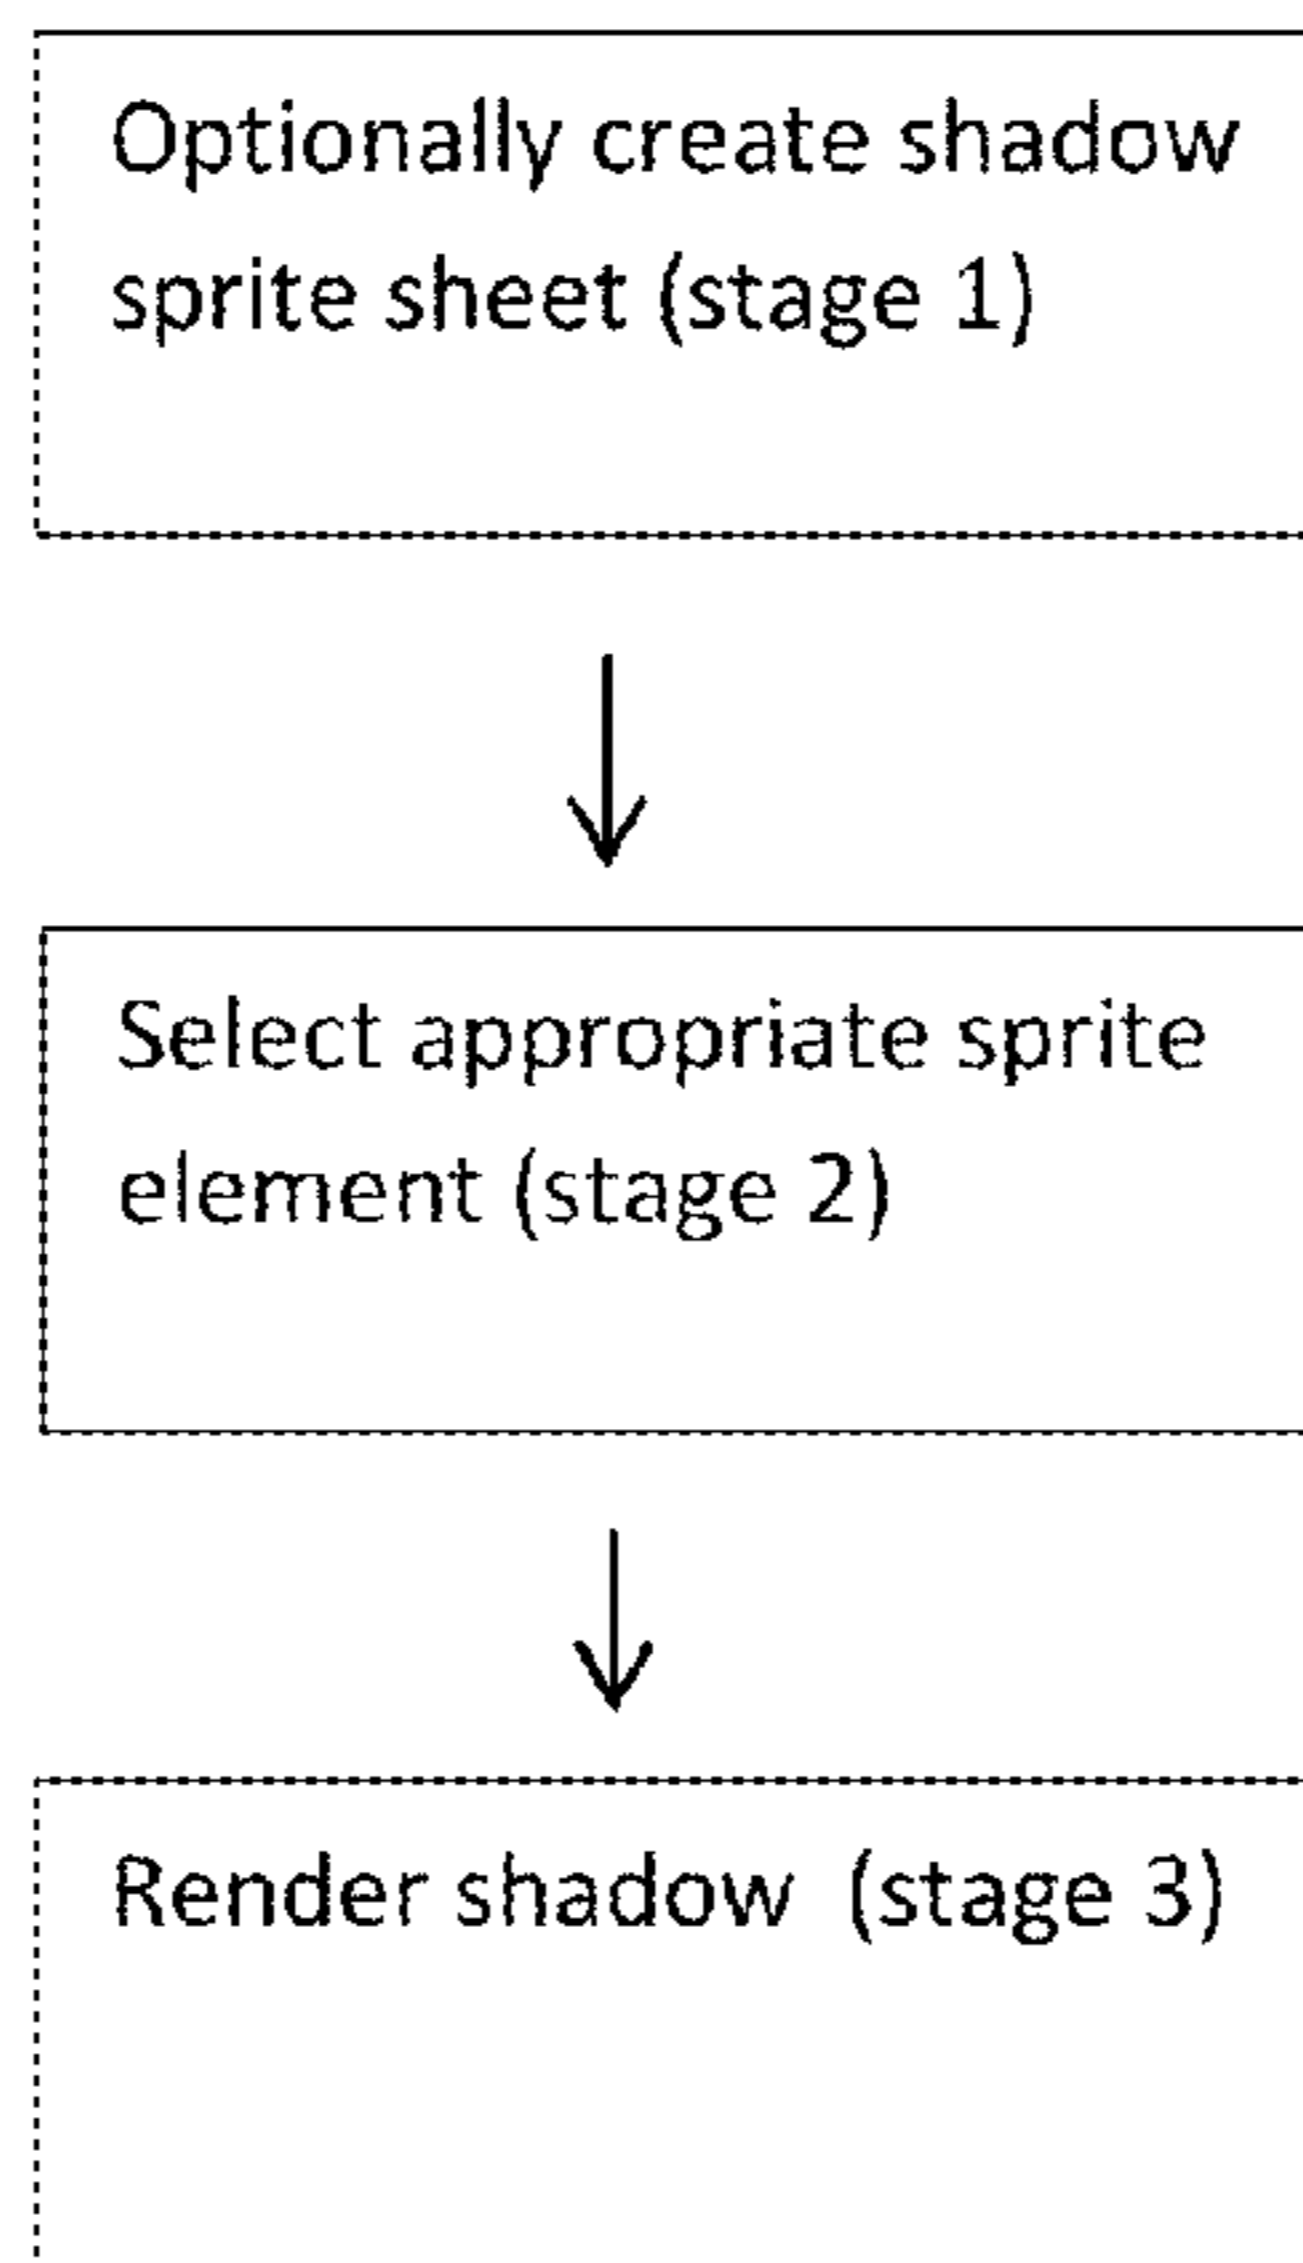 Optionally create shadow
sprite sheet (stage 1)
Select appropriate sprite
element (stage 2)
Render shadow  (stage 3)